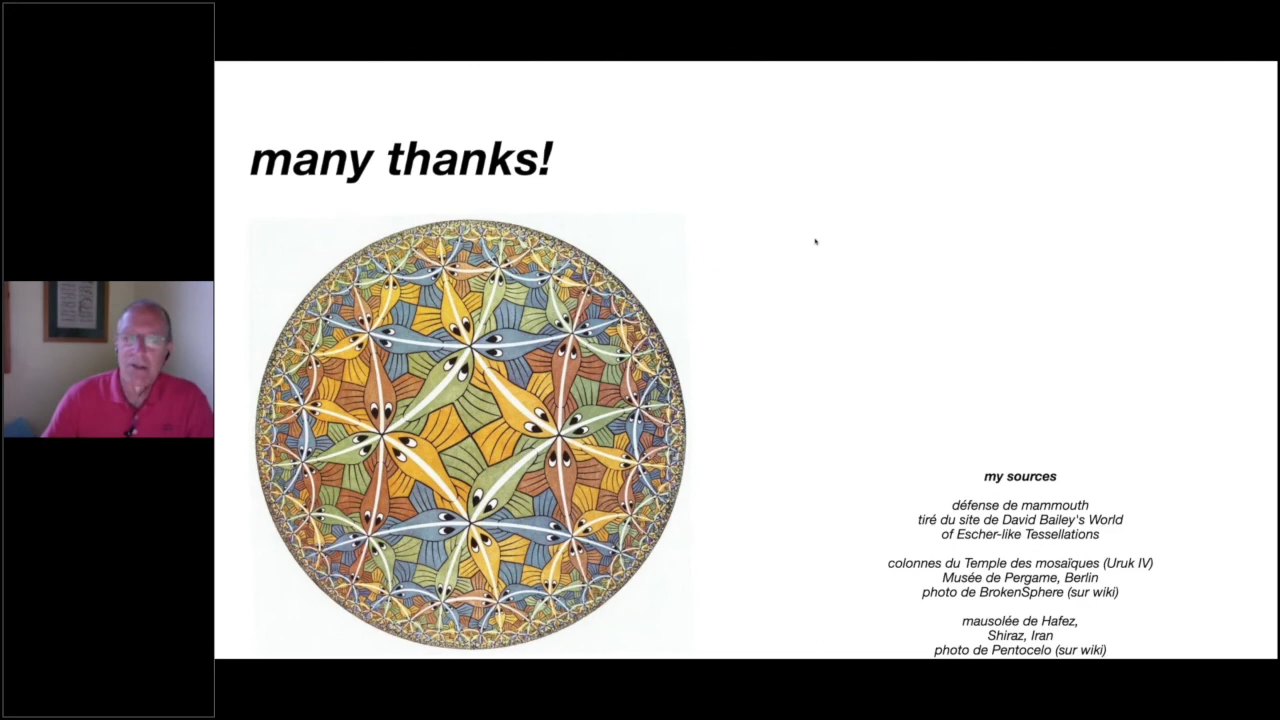 many thanks!
my sources
défense de mammouth
tiré du site de David Bailey's World
of Escher-like Tessellations
colonnes du Temple des mosaïques (Uruk IV)
Musée de Pergame, Berlin
photo de BrokenSphere (sur wiki)
mausolée de Hafez,
Shiraz, Iran
photo de Pentocelo (sur wiki)